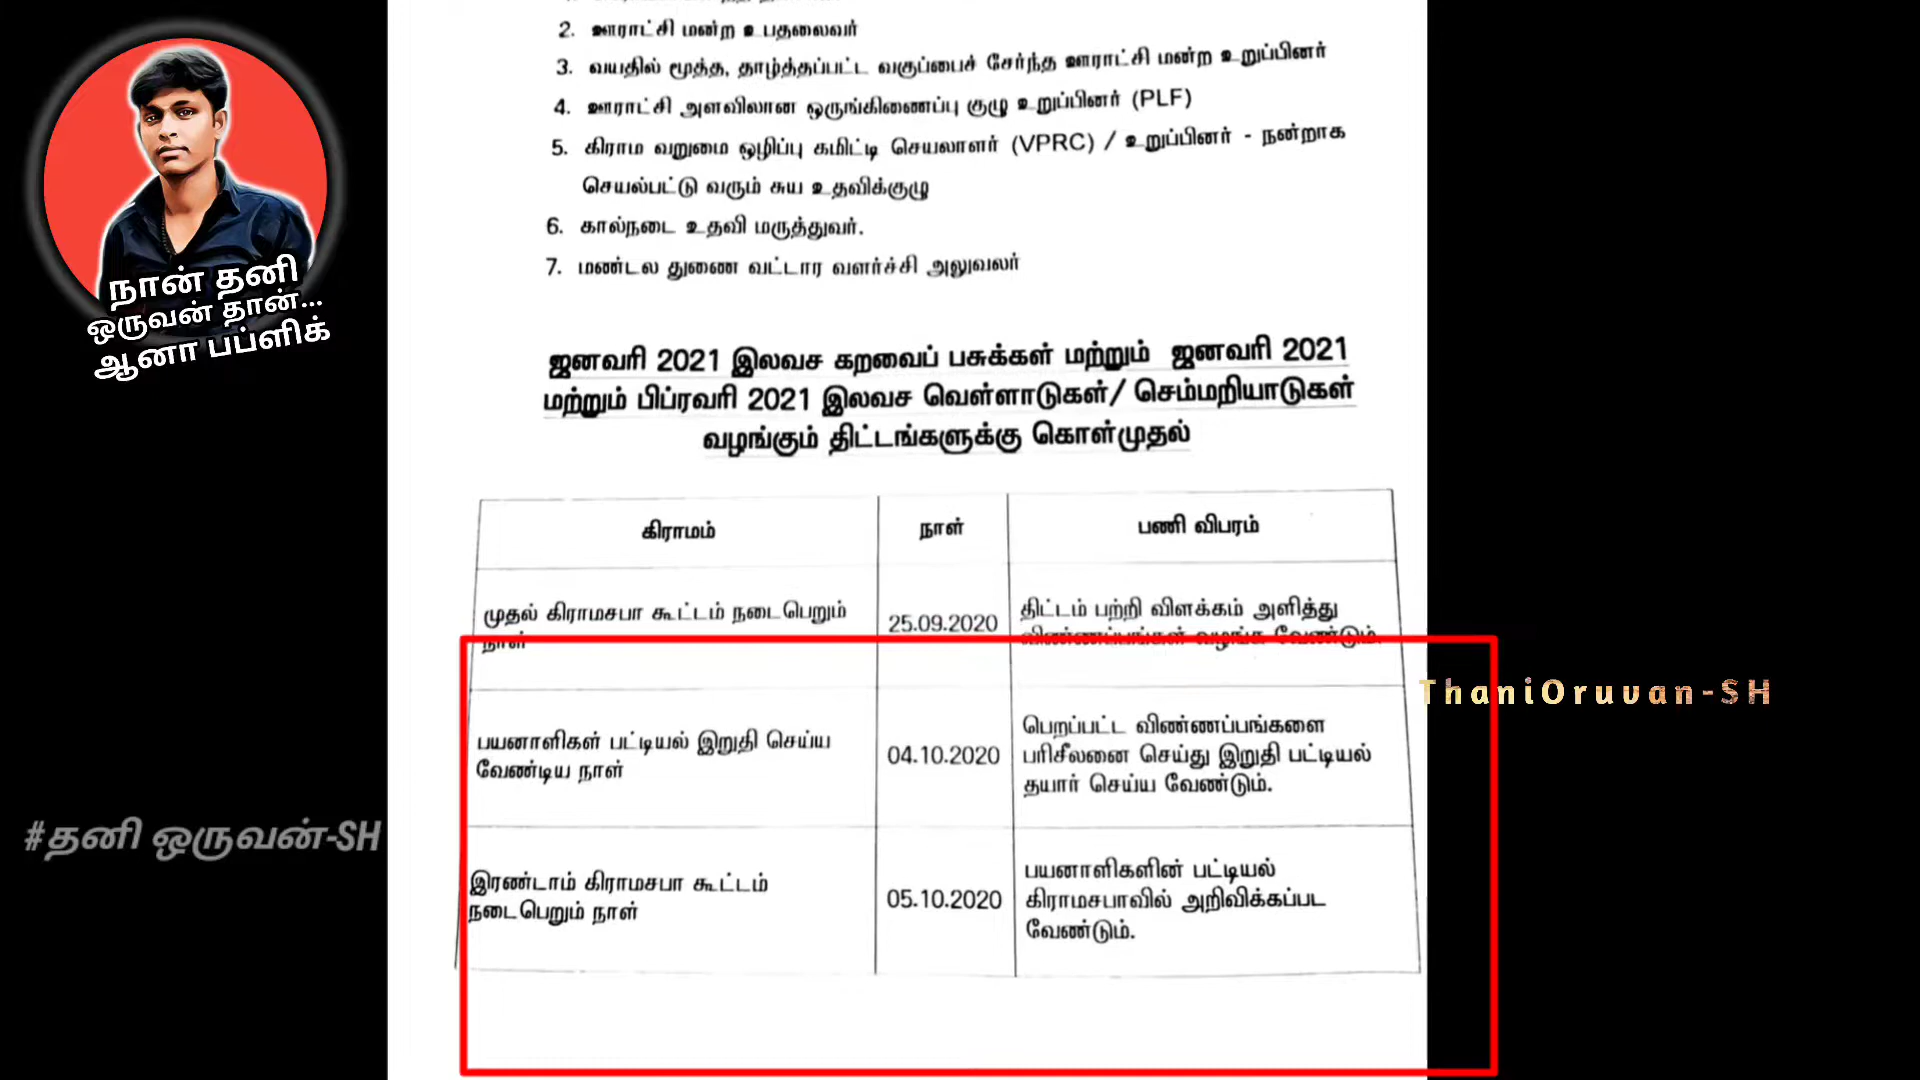 2. ஊராட்சி மன்ற உபதலைவர்
3. வயதில் மூத்த, தாழ்த்தப்பட்ட வகுப்பைச் சேர்ந்த ஊராட்சி மன்ற உறுப்பினர்
4. ஊராட்சி அளவிலான ஒருங்கிணைப்பு குழு உறுப்பினர் (PLF)
5. கிராம வறுமை ஒழிப்பு கமிட்டி செயலாளர் (VPRC) / உறுப்பினர் - நன்றாக
செயல்பட்டு வரும் சுய உதவிக்குழு
6. கால்நடை உதவி மருத்துவர்.
7. மண்டல துணை வட்டார வளர்ச்சி அலுவலர்
நான் தனி
ஒருவன் தான்...
ஆனா பப்ளிக்
ஜனவரி 2021 இலவச கறவைப் பசுக்கள் மற்றும் ஜனவரி 2021
மற்றும் பிப்ரவரி 2021 இலவச வெள்ளாடுகள்/ செம்மறியாடுகள்
வழங்கும் திட்டங்களுக்கு கொள்முதல்
கிராமம் நாள் பணி விபரம்
முதல் கிராமசபா கூட்டம் நடைபெறும்
நாள்
25.09.2020
திட்டம் பற்றி விளக்கம் அளித்து
விண்ணப்பங்கள் வழங்க வேண்டும்.
பயனாளிகள் பட்டியல் இறுதி செய்ய
வேண்டிய நாள்
04.10.2020
பெறப்பட்ட விண்ணப்பங்களை
பரிசீலனை செய்து இறுதி பட்டியல்
தயார் செய்ய வேண்டும்.
இரண்டாம் கிராமசபா கூட்டம்
நடைபெறும் நாள்
05.10.2020
பயனாளிகளின் பட்டியல்
கிராமசபாவில் அறிவிக்கப்பட
வேண்டும்.
ThaniOruvan-SH
#தனி ஒருவன்-SH